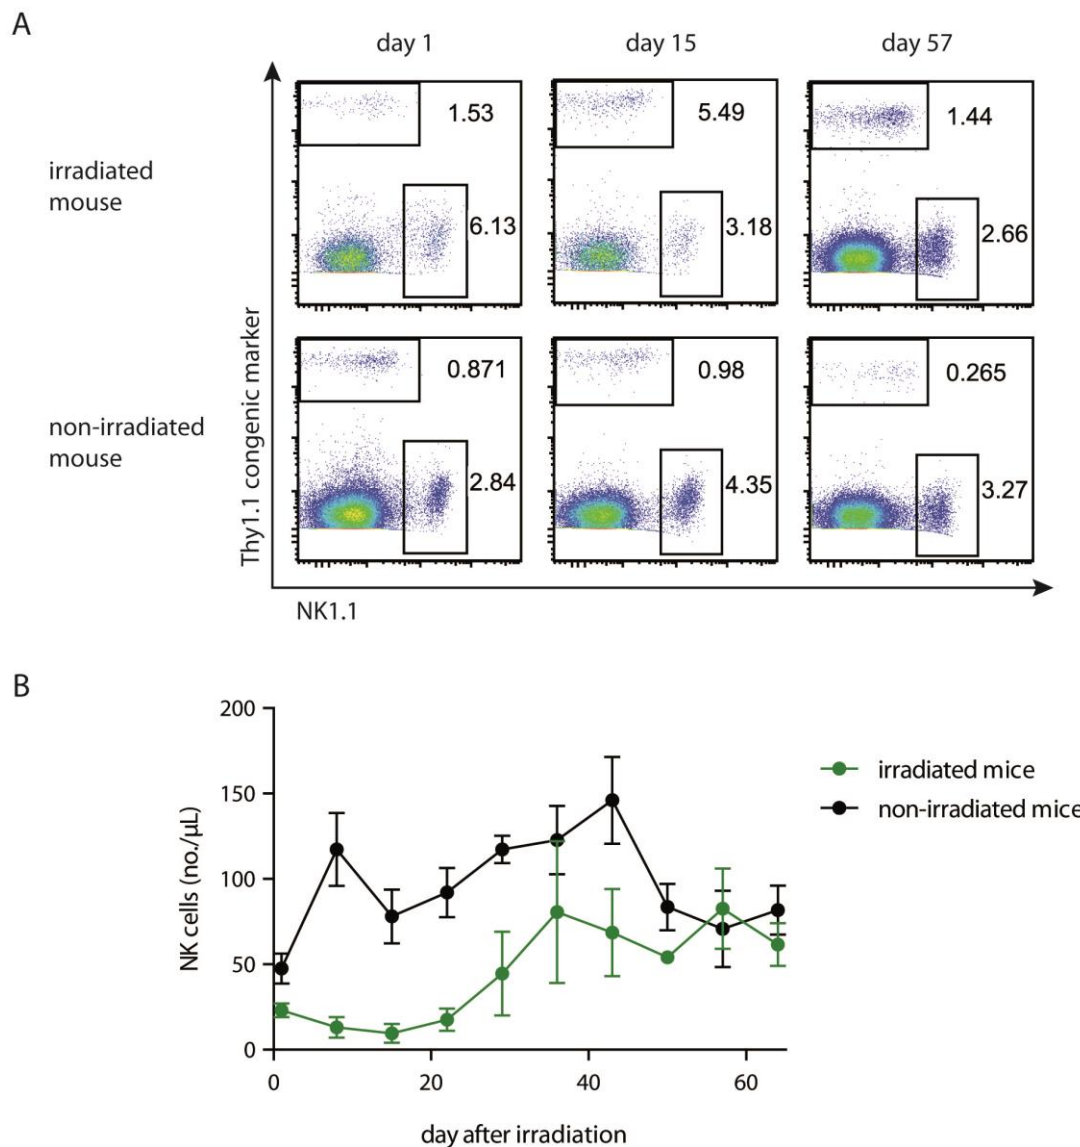 A
day 1
day 15
day 57
irradiated
mouse
1.53
6.13
5.49
3.18
1.44
2.66
non-irradiated
mouse
0.871
2.84
0.98
4.35
0.265
3.27
Thy1.1 congenic marker
NK1.1
B
NK cells (no./µL)
200
150
100
50
0
0
20
40
60
day after irradiation
irradiated mice
non-irradiated mice